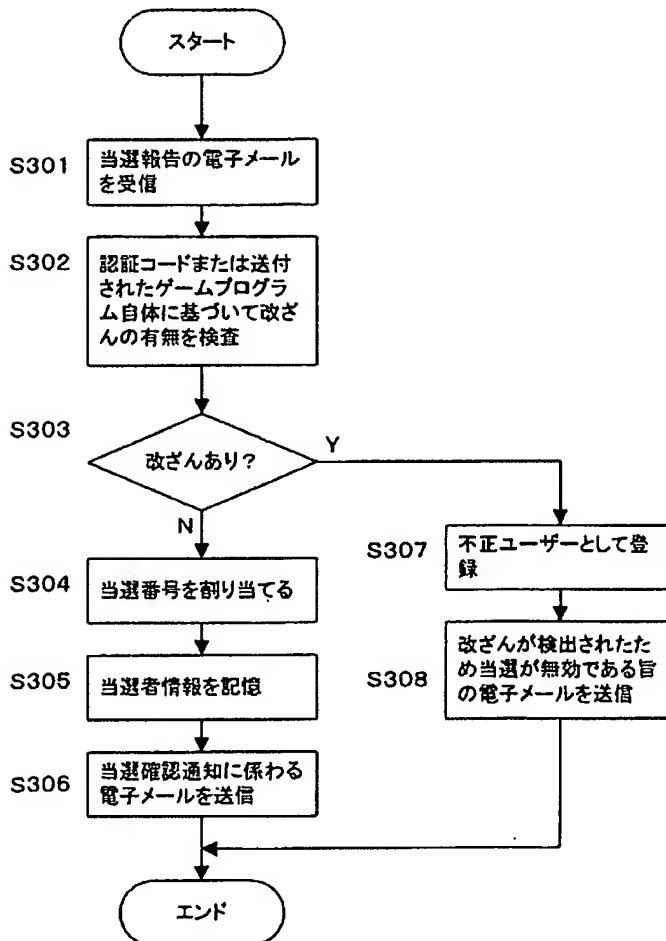 スタート
S301
当選報告の電子メール
を受信
S302
認証コードまたは送付
されたゲームプログラ
ム自体に基づいて改ざ
んの有無を検査
S303
改ざんあり？
Y
N
S304
当選番号を割り当てる
S305
当選者情報を記憶
S306
当選確認通知に係わる
電子メールを送信
S307
不正ユーザーとして登
録
S308
改ざんが検出されたた
め当選が無効である旨
の電子メールを送信
エンド